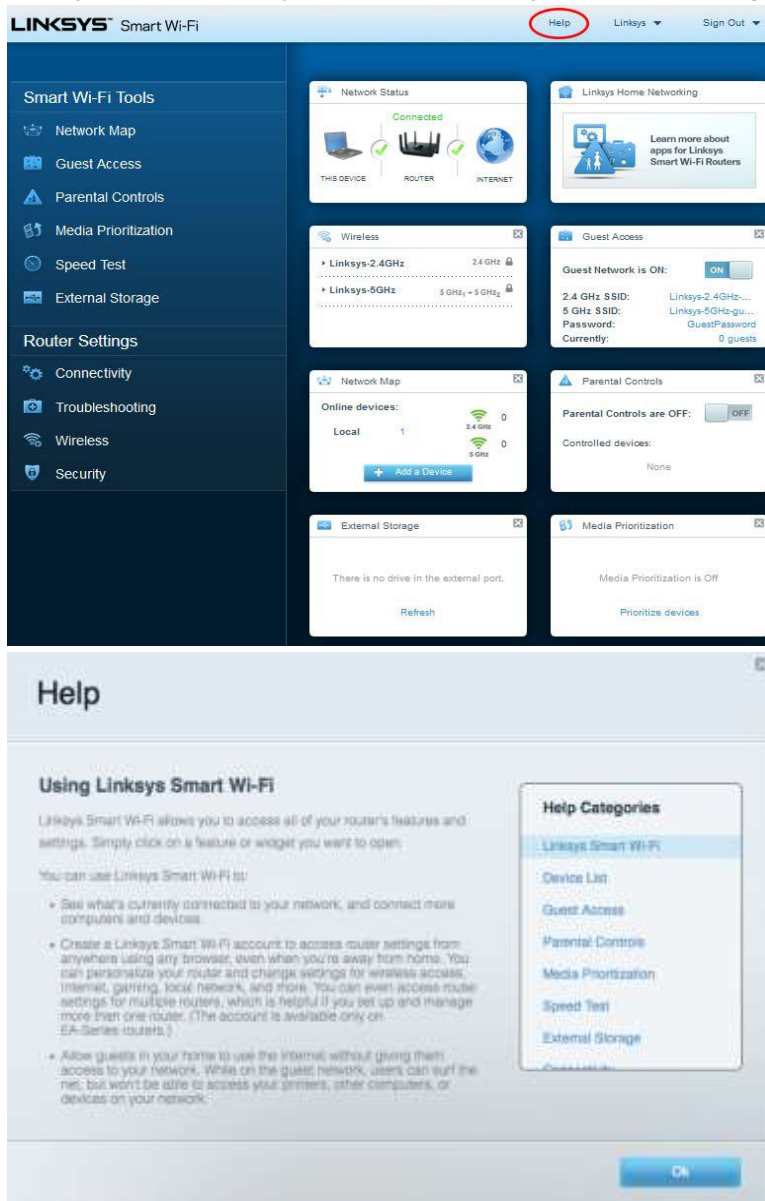 LINKSYS Smart Wi-Fi
Help Linksys Sign Out
Smart Wi-Fi Tools
Network Map
Guest Access
Parental Controls
Media Prioritization
Speed Test
External Storage
Router Settings
Connectivity
Troubleshooting
Wireless
Security
Network Status
Connected
THIS DEVICE ROUTER INTERNET
Linksys Home Networking
Learn more about
apps for Linksys
Smart Wi-Fi Routers
Wireless
Linksys-2.4GHz 2.4 GHz
Linksys-5GHz 5 GHz1 + 5 GHz2
Guest Access
Guest Network is ON: ON
2.4 GHz SSID: Linksys-2.4GHz-...
5 GHz SSID: Linksys-5GHz-gu...
Password: GuestPassword
Currently: 0 guests
Network Map
Online devices:
Local 1
0
2.4 GHz
0
5 GHz
+ Add a Device
Parental Controls
Parental Controls are OFF: OFF
Controlled devices:
None
External Storage
There is no drive in the external port.
Refresh
Media Prioritization
Media Prioritization is Off
Prioritize devices
Help
Using Linksys Smart Wi-Fi
Linksys Smart Wi-Fi allows you to access all of your router's features and
settings. Simply click on a feature or widget you want to open.
You can use Linksys Smart Wi-Fi to:
• See what's currently connected to your network, and connect more
computers and devices.
• Create a Linksys Smart Wi-Fi account to access router settings from
anywhere using any browser, even when you're away from home. You
can personalize your router and change settings for wireless access,
Internet, gaming, local network, and more. You can even access router
settings for multiple routers, which is helpful if you set up and manage
more than one router. (The account is available only on
EA-Series routers.)
• Allow guests in your home to use the Internet without giving them
access to your network. While on the guest network, users can surf the
net, but won't be able to access your printers, other computers, or
devices on your network.
Help Categories
Linksys Smart Wi-Fi
Device List
Guest Access
Parental Controls
Media Prioritization
Speed Test
External Storage
Ok